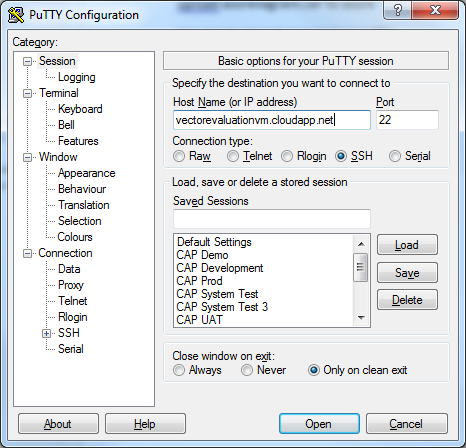 PuTTY Configuration
Category:
Session
Logging
Terminal
Keyboard
Bell
Features
Window
Appearance
Behaviour
Translation
Selection
Colours
Connection
Data
Proxy
Telnet
Rlogin
SSH
Serial
Basic options for your PuTTY session
Specify the destination you want to connect to
Host Name (or IP address) Port
vectorevaluationvm.cloudapp.net 22
Connection type:
Raw Telnet Rlogin SSH Serial
Load, save or delete a stored session
Saved Sessions
Default Settings
CAP Demo
CAP Development
CAP Prod
CAP System Test
CAP System Test 3
CAP UAT
Load
Save
Delete
Close window on exit:
Always Never Only on clean exit
About Help Open Cancel